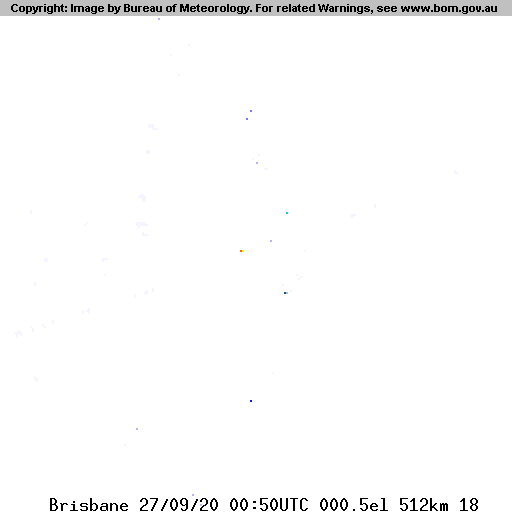 Copyright: Image by Bureau of Meteorology. For related Warnings, see www.bom.gov.au
Brisbane 27/09/20 00:50UTC 000.5el 512km 18